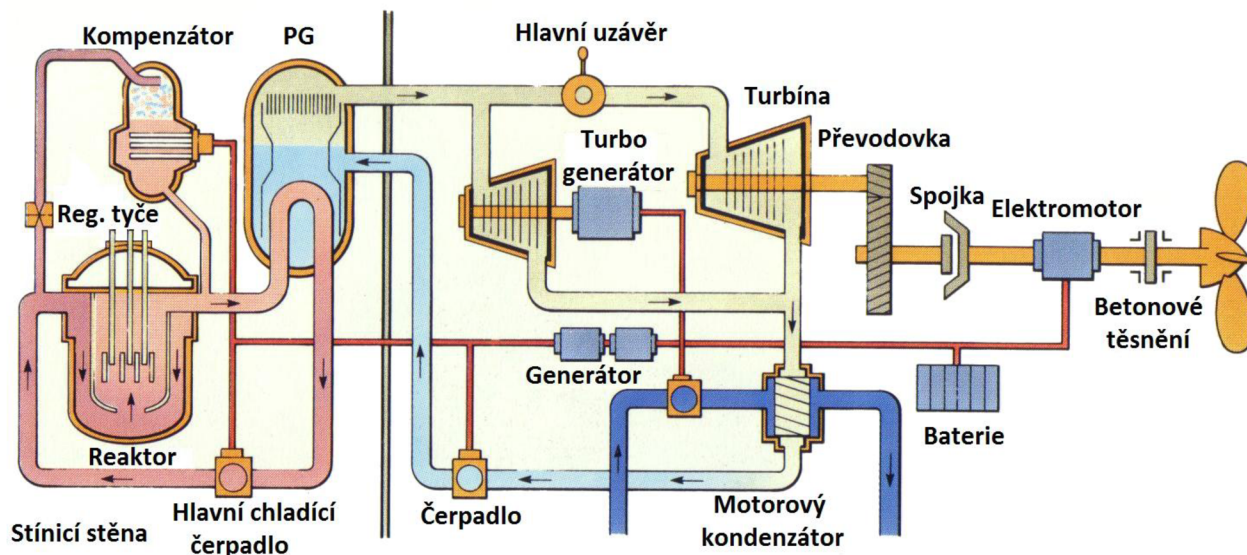 Kompenzátor
PG
Hlavní uzávěr
Turbína
Turbo
generátor
Převodovka
Reg. tyče
Spojka
Elektromotor
Betonové
těsnění
Generátor
Baterie
Reaktor
Stínicí stěna
Hlavní chladící
čerpadlo
Čerpadlo
Motorový
kondenzátor